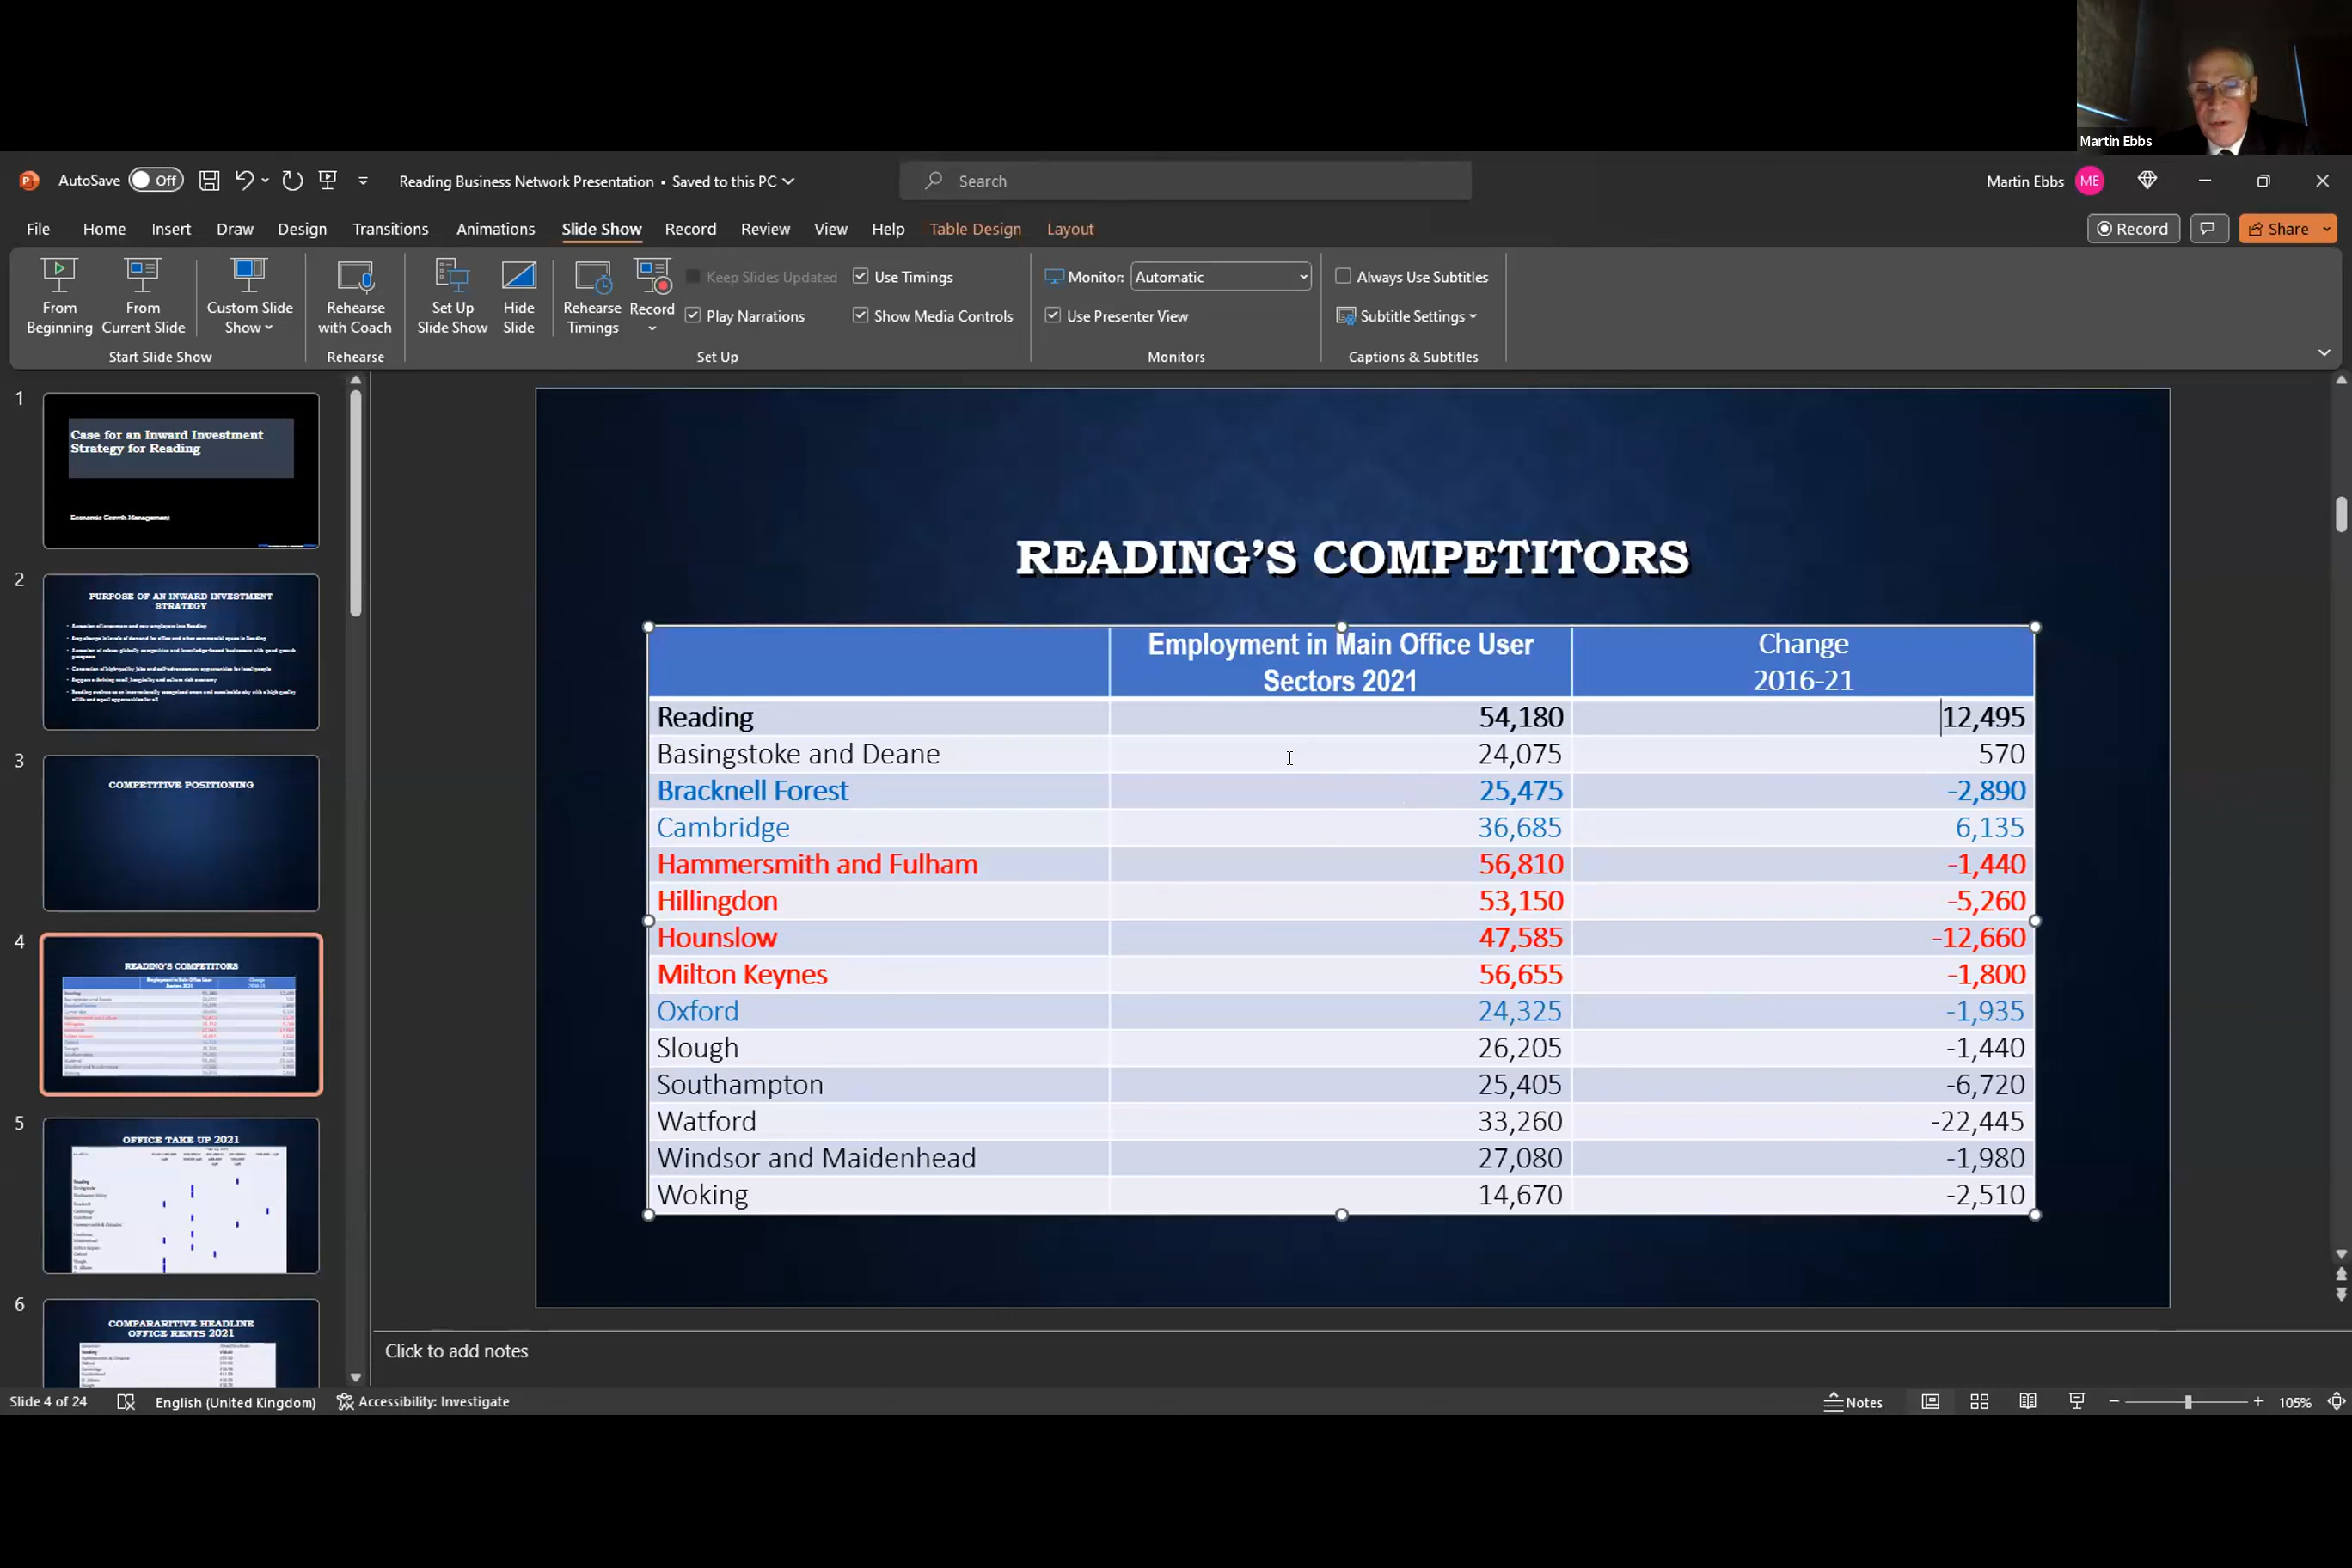 Martin Ebbs
AutoSave Off Reading Business Network Presentation • Saved to this PC Search Martin Ebbs ME
File Home Insert Draw Design Transitions Animations Slide Show Record Review View Help Table Design Layout Record Share
From Beginning
From Current Slide
Custom Slide Show
Start Slide Show
Rehearse with Coach
Rehearse
Set Up Slide Show
Hide Slide
Rehearse Timings
Record
Keep Slides Updated
Use Timings
Play Narrations
Show Media Controls
Set Up
Monitor: Automatic
Use Presenter View
Monitors
Always Use Subtitles
Subtitle Settings
Captions & Subtitles
1
Case for an Inward Investment
Strategy for Reading
Economic Growth Management
2
PURPOSE OF AN INWARD INVESTMENT
STRATEGY
3
COMPETITIVE POSITIONING
4
READING'S COMPETITORS
5
OFFICE TAKE UP 2021
6
COMPARARITIVE HEADLINE
OFFICE RENTS 2021
READING’S COMPETITORS
Employment in Main Office User
Sectors 2021
Change
2016-21
Reading 54,180 12,495
Basingstoke and Deane 24,075 570
Bracknell Forest 25,475 -2,890
Cambridge 36,685 6,135
Hammersmith and Fulham 56,810 -1,440
Hillingdon 53,150 -5,260
Hounslow 47,585 -12,660
Milton Keynes 56,655 -1,800
Oxford 24,325 -1,935
Slough 26,205 -1,440
Southampton 25,405 -6,720
Watford 33,260 -22,445
Windsor and Maidenhead 27,080 -1,980
Woking 14,670 -2,510
Click to add notes
Slide 4 of 24 English (United Kingdom) Accessibility: Investigate Notes 105%